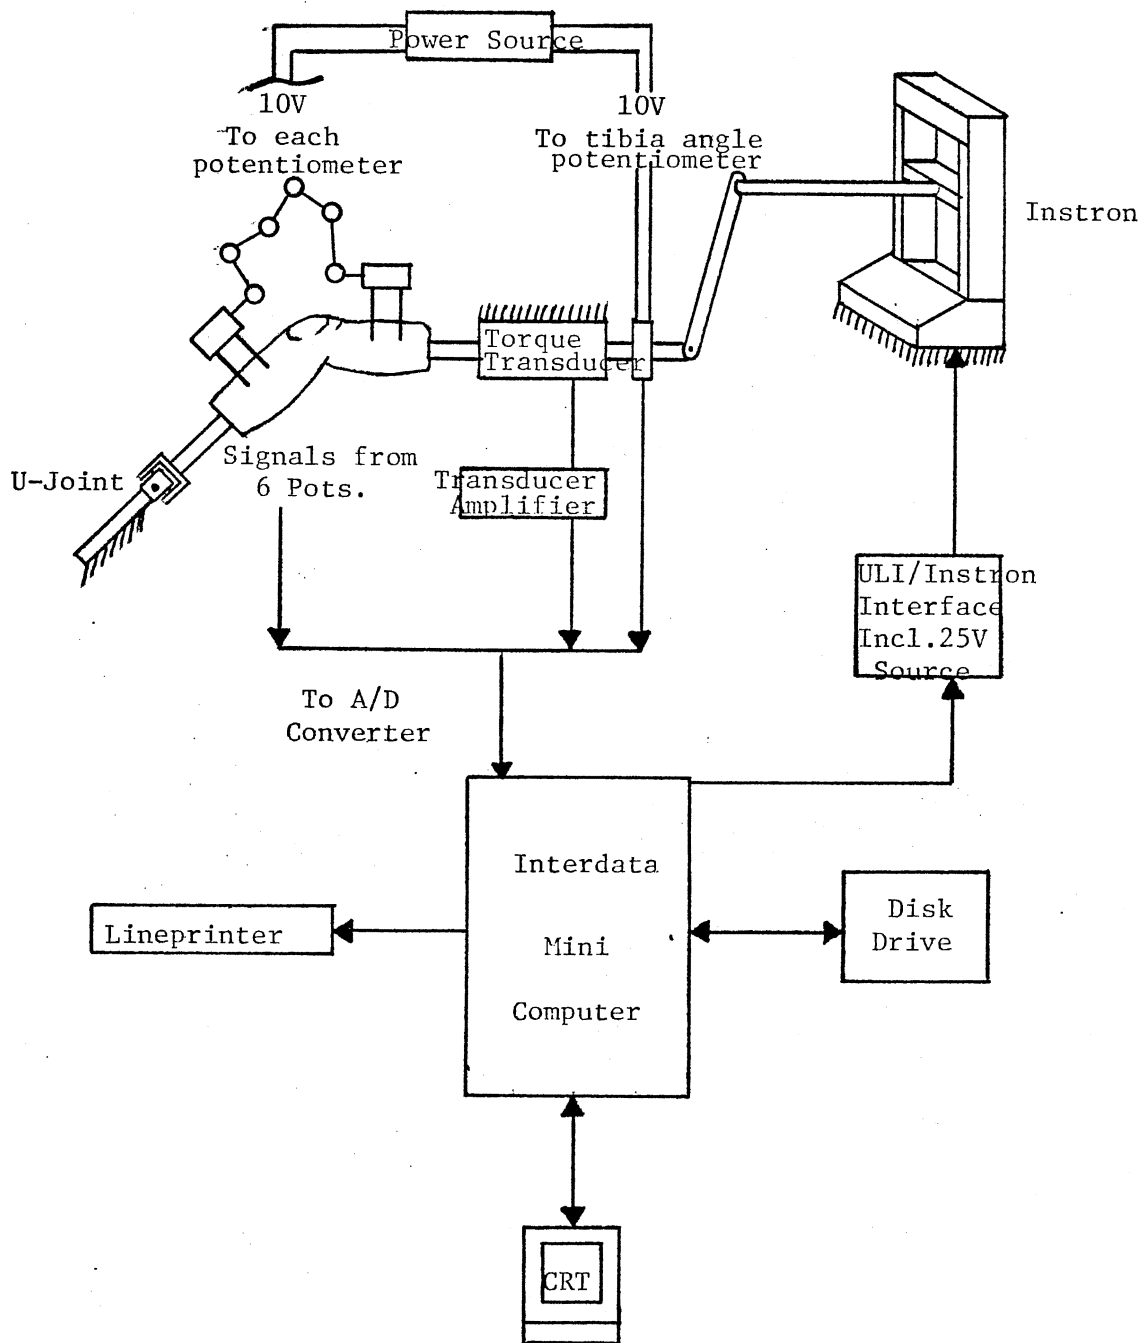 Power Source
10V
10V
To each
potentiometer
To tibia angle
potentiometer
Instron
Torque
Transducer
U-Joint
Signals from
6 Pots.
Transducer
Amplifier
ULI/Instron
Interface
Incl.25V
Source
To A/D
Converter
Interdata
Mini
Computer
Lineprinter
Disk
Drive
CRT